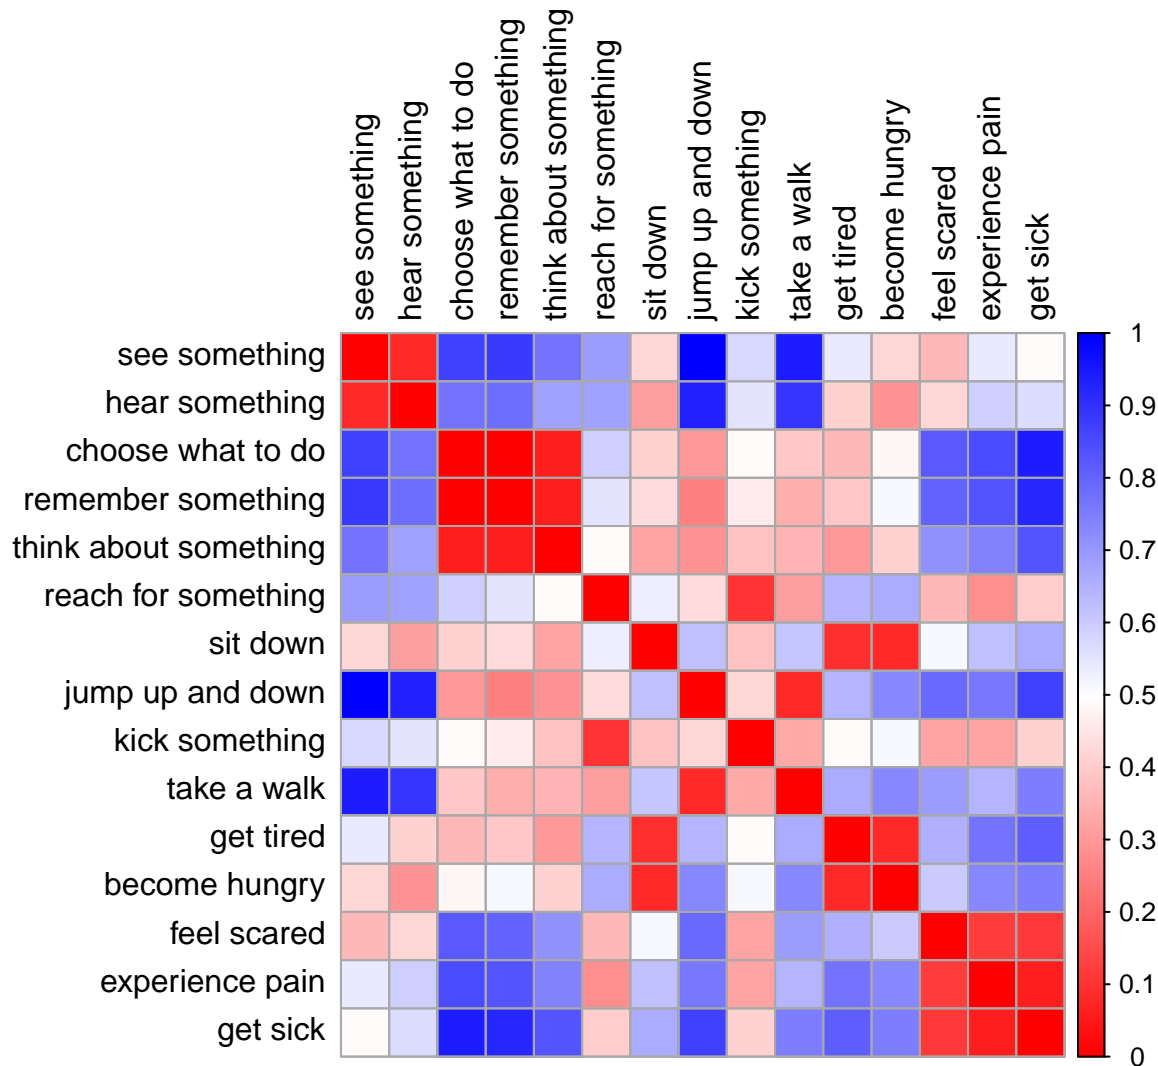 see something
hear something
choose what to do
remember something
think about something
reach for something
sit down
jump up and down
kick something
take a walk
get tired
become hungry
feel scared
experience pain
get sick
see something
hear something
choose what to do
remember something
think about something
reach for something
sit down
jump up and down
kick something
take a walk
get tired
become hungry
feel scared
experience pain
get sick
1
0.9
0.8
0.7
0.6
0.5
0.4
0.3
0.2
0.1
0